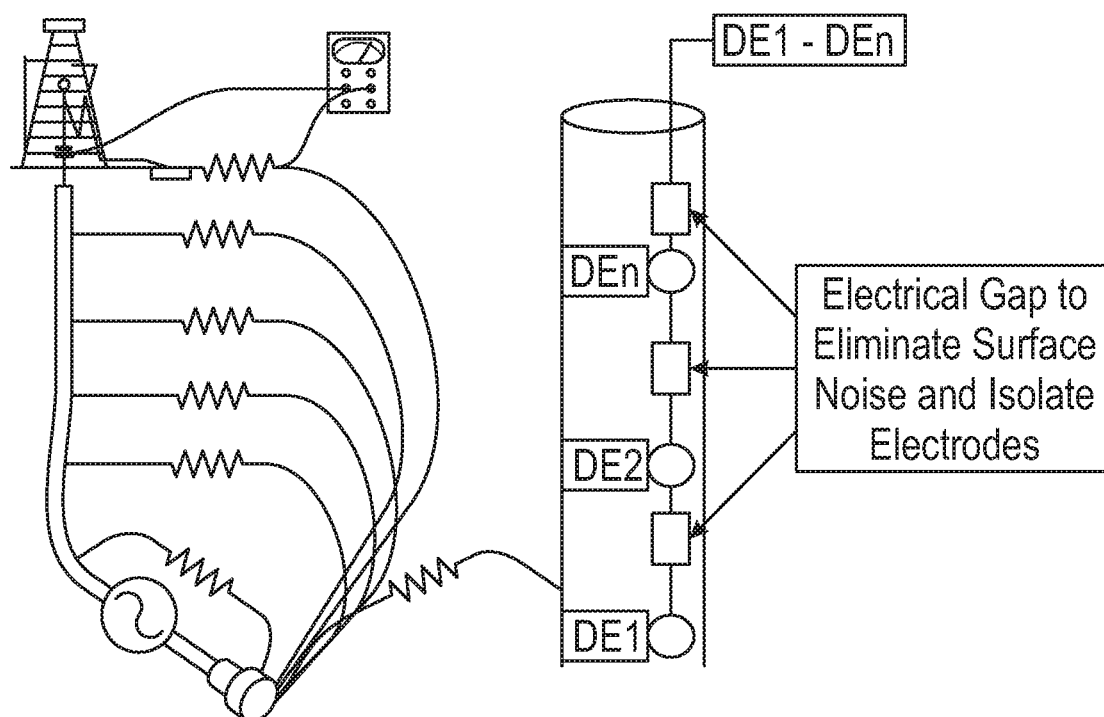 DE1 - DEn
DEn
Electrical Gap to
Eliminate Surface
Noise and Isolate
Electrodes
DE2
DE1